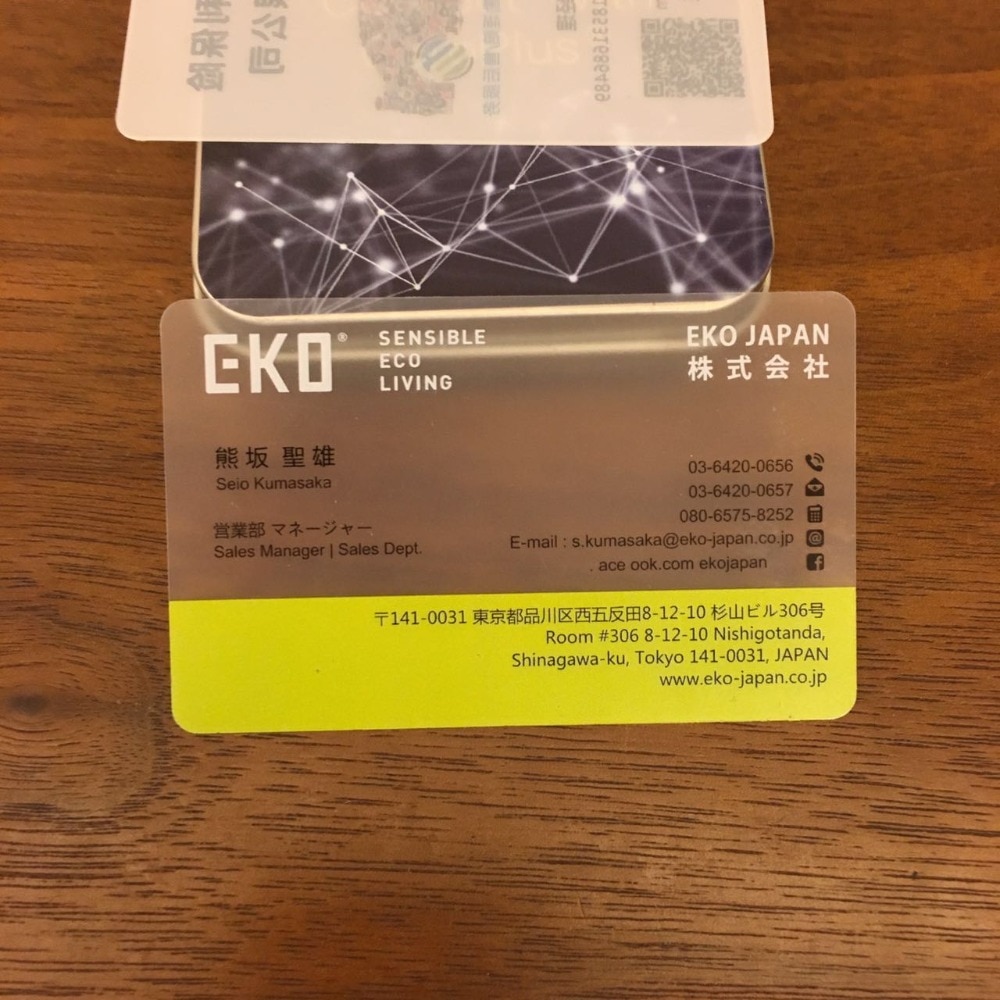 18531686489
EKO® SENSIBLE
ECO
LIVING
EKO JAPAN
株式会社
熊坂 聖雄
Seio Kumasaka
営業部 マネージャー
Sales Manager | Sales Dept.
03-6420-0656
03-6420-0657
080-6575-8252
E-mail : s.kumasaka@eko-japan.co.jp
. ace ook.com ekojapan
〒141-0031 東京都品川区西五反田8-12-10 杉山ビル306号
Room #306 8-12-10 Nishigotanda,
Shinagawa-ku, Tokyo 141-0031, JAPAN
www.eko-japan.co.jp